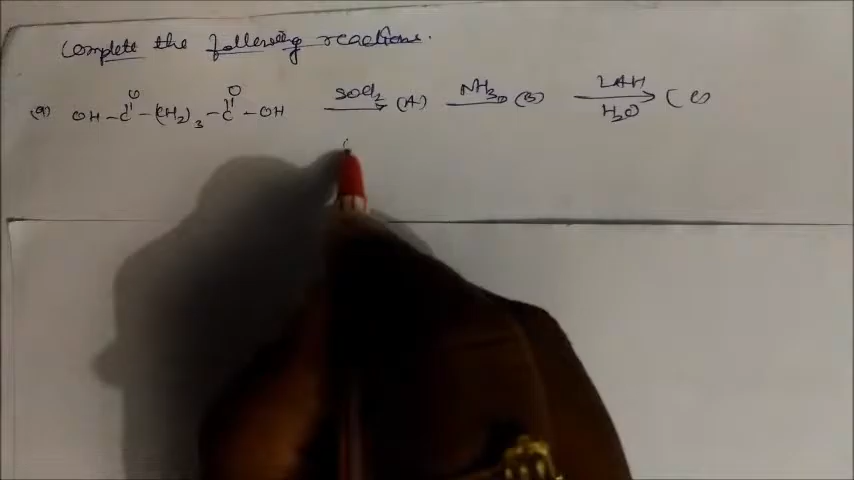 Complete the following reactions.
(a) OH-C-(CH2)3-C-OH SOCl2 (A) NH3 (B) LAH H2O (C)
O O